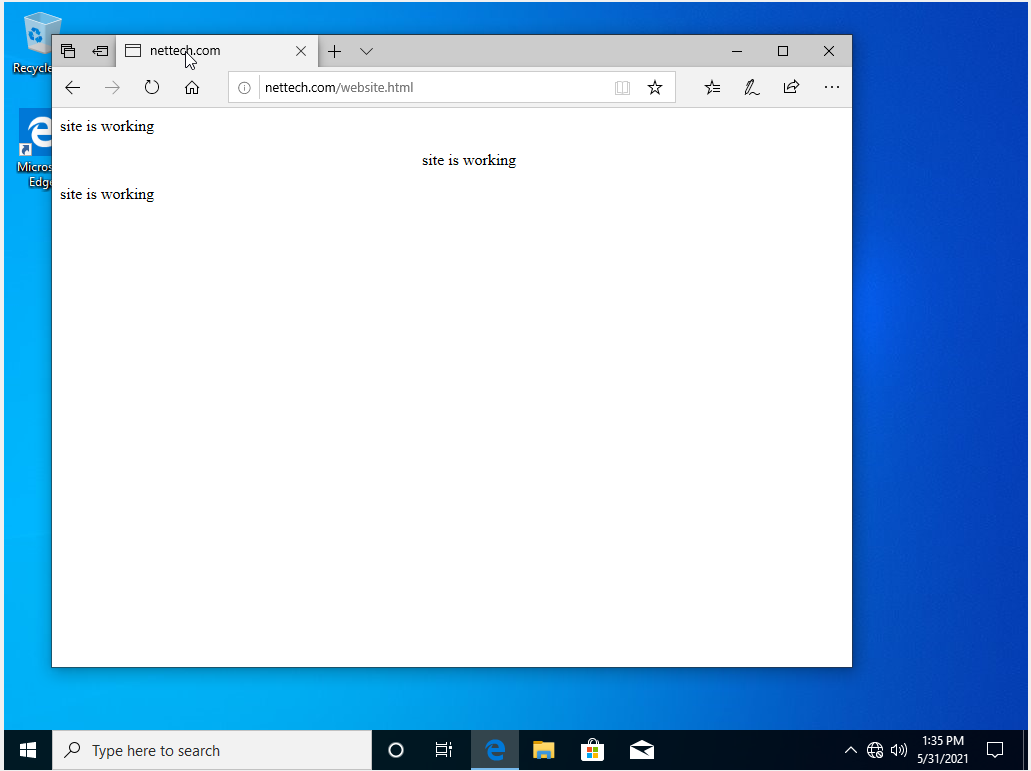 Recycle
nettech.com
nettech.com/website.html
site is working
site is working
site is working
Micros
Edge
Type here to search
1:35 PM
5/31/2021